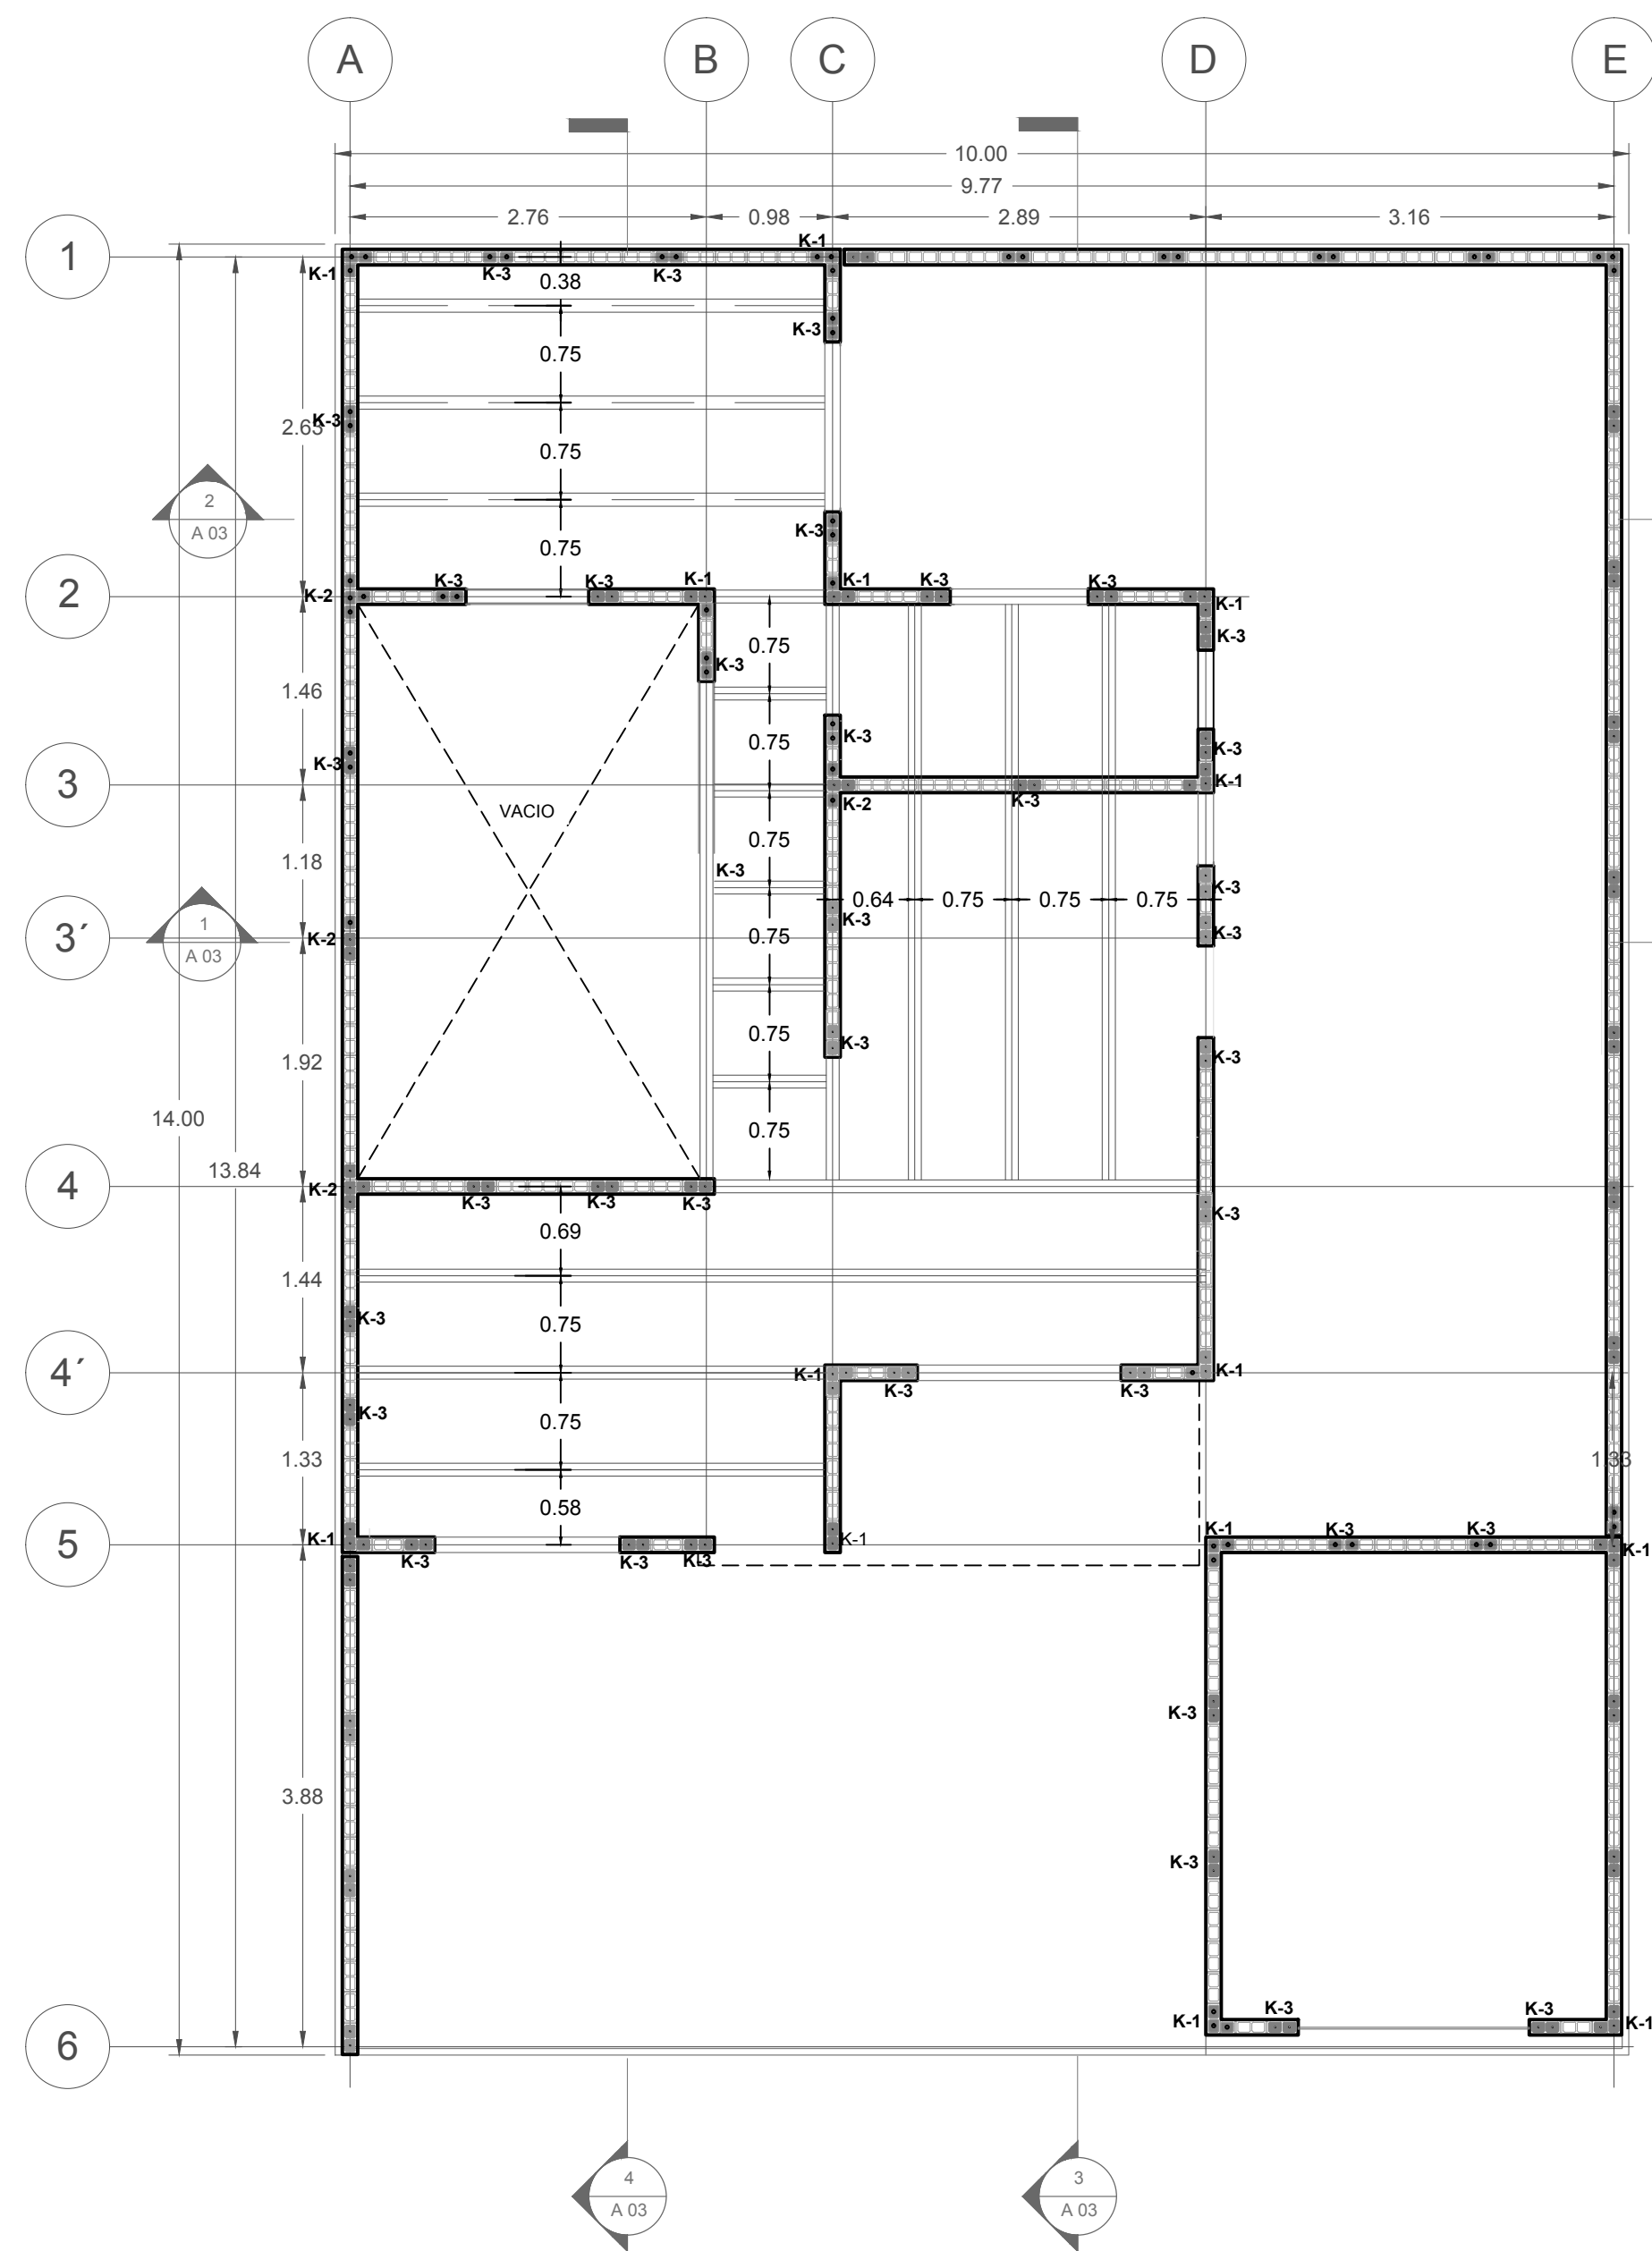 A B C D E
10.00
9.77
2.76 0.98 2.89 3.16
K-1
1
K-1 K-3 K-3
0.38
K-3
0.75
K-3
2.63
0.75
2
A 03
K-3
0.75
K-3 K-3 K-1 K-1 K-3 K-3
2 K-2 K-1
K-3
0.75
K-3
1.46
K-3 0.75 K-3 K-3
K-3
3 K-1
K-2 K-3
VACIO
0.75
1.18
K-3
K-3
0.64 0.75 0.75 0.75
K-3
1
A 03
3´ K-2 0.75 K-3
0.75 K-3 K-3
1.92
14.00
0.75
13.84
4 K-2
K-3 K-3 K-3
K-3
0.69
1.44
K-3 0.75
4´ K-1 K-1
K-3 K-3
K-3 0.75
1.33 1.33
0.58
K-1 K-3 K-3
5 K-1 K-1 K-1
K-3 K-3 K-3
K-3
3.88
K-3
K-3 K-3
K-1 K-1
6
4
A 03
3
A 03